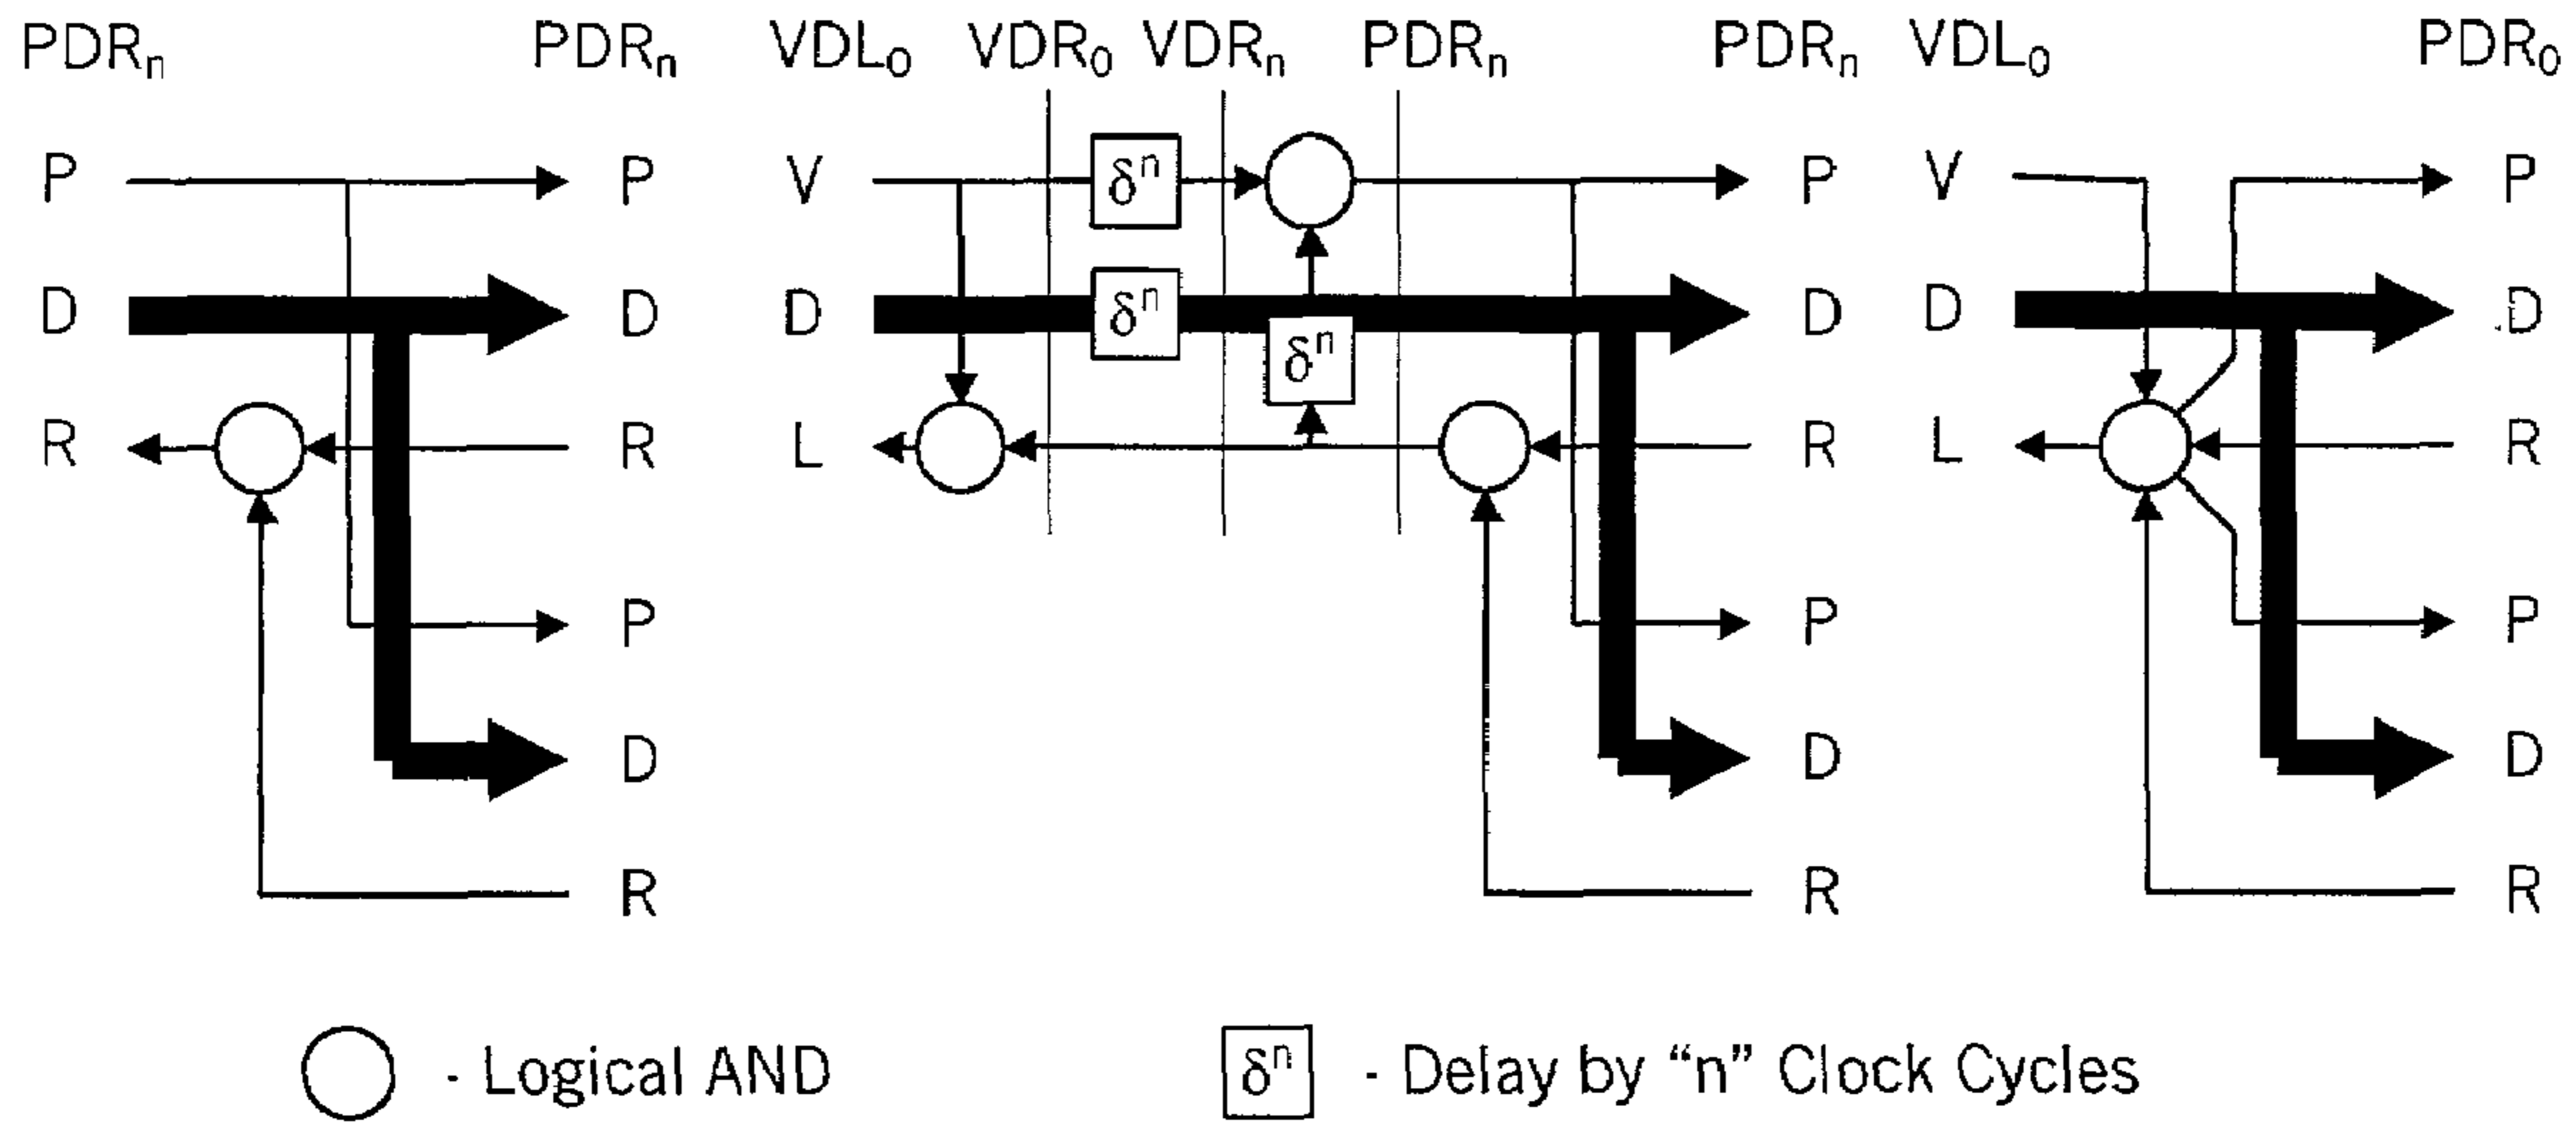 PDRn PDRn VDL0 VDR0 VDRn PDRn PDRn VDL0 PDR0
P P V δn P V P
D D D δn D D D
δn
R R L R L R
P P P
D D D
R R R
- Logical AND δn - Delay by “n” Clock Cycles